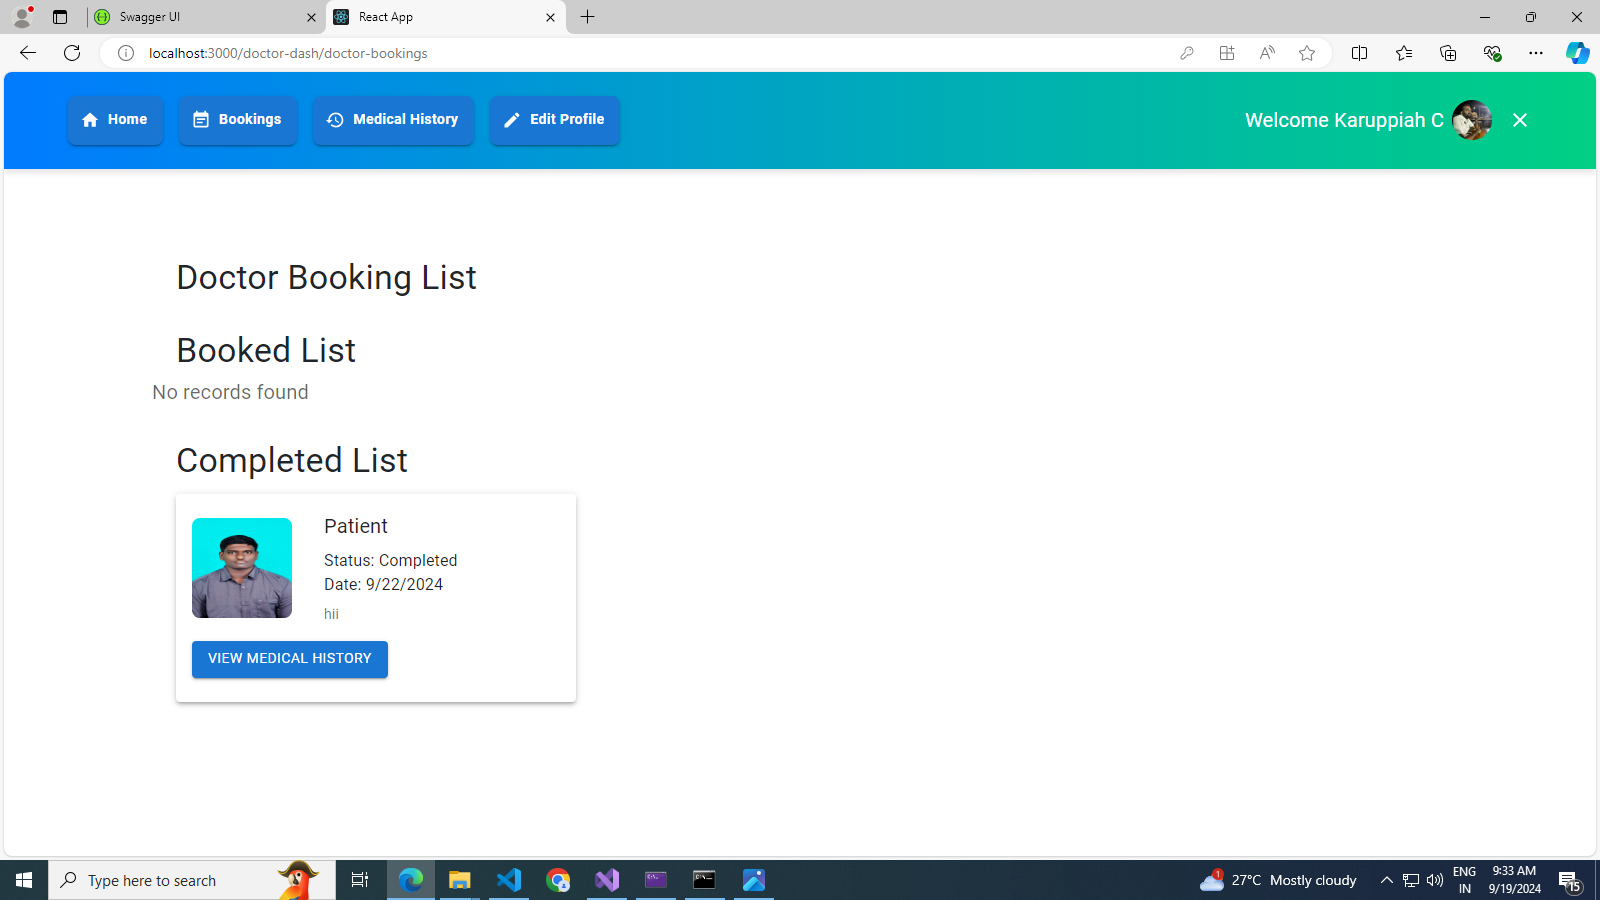 Swagger UI
React App
localhost:3000/doctor-dash/doctor-bookings
Home
Bookings
Medical History
Edit Profile
Welcome Karuppiah C
Doctor Booking List
Booked List
No records found
Completed List
Patient
Status: Completed
Date: 9/22/2024
hii
VIEW MEDICAL HISTORY
Type here to search
1
27°C Mostly cloudy
ENG
IN
9:33 AM
9/19/2024
15